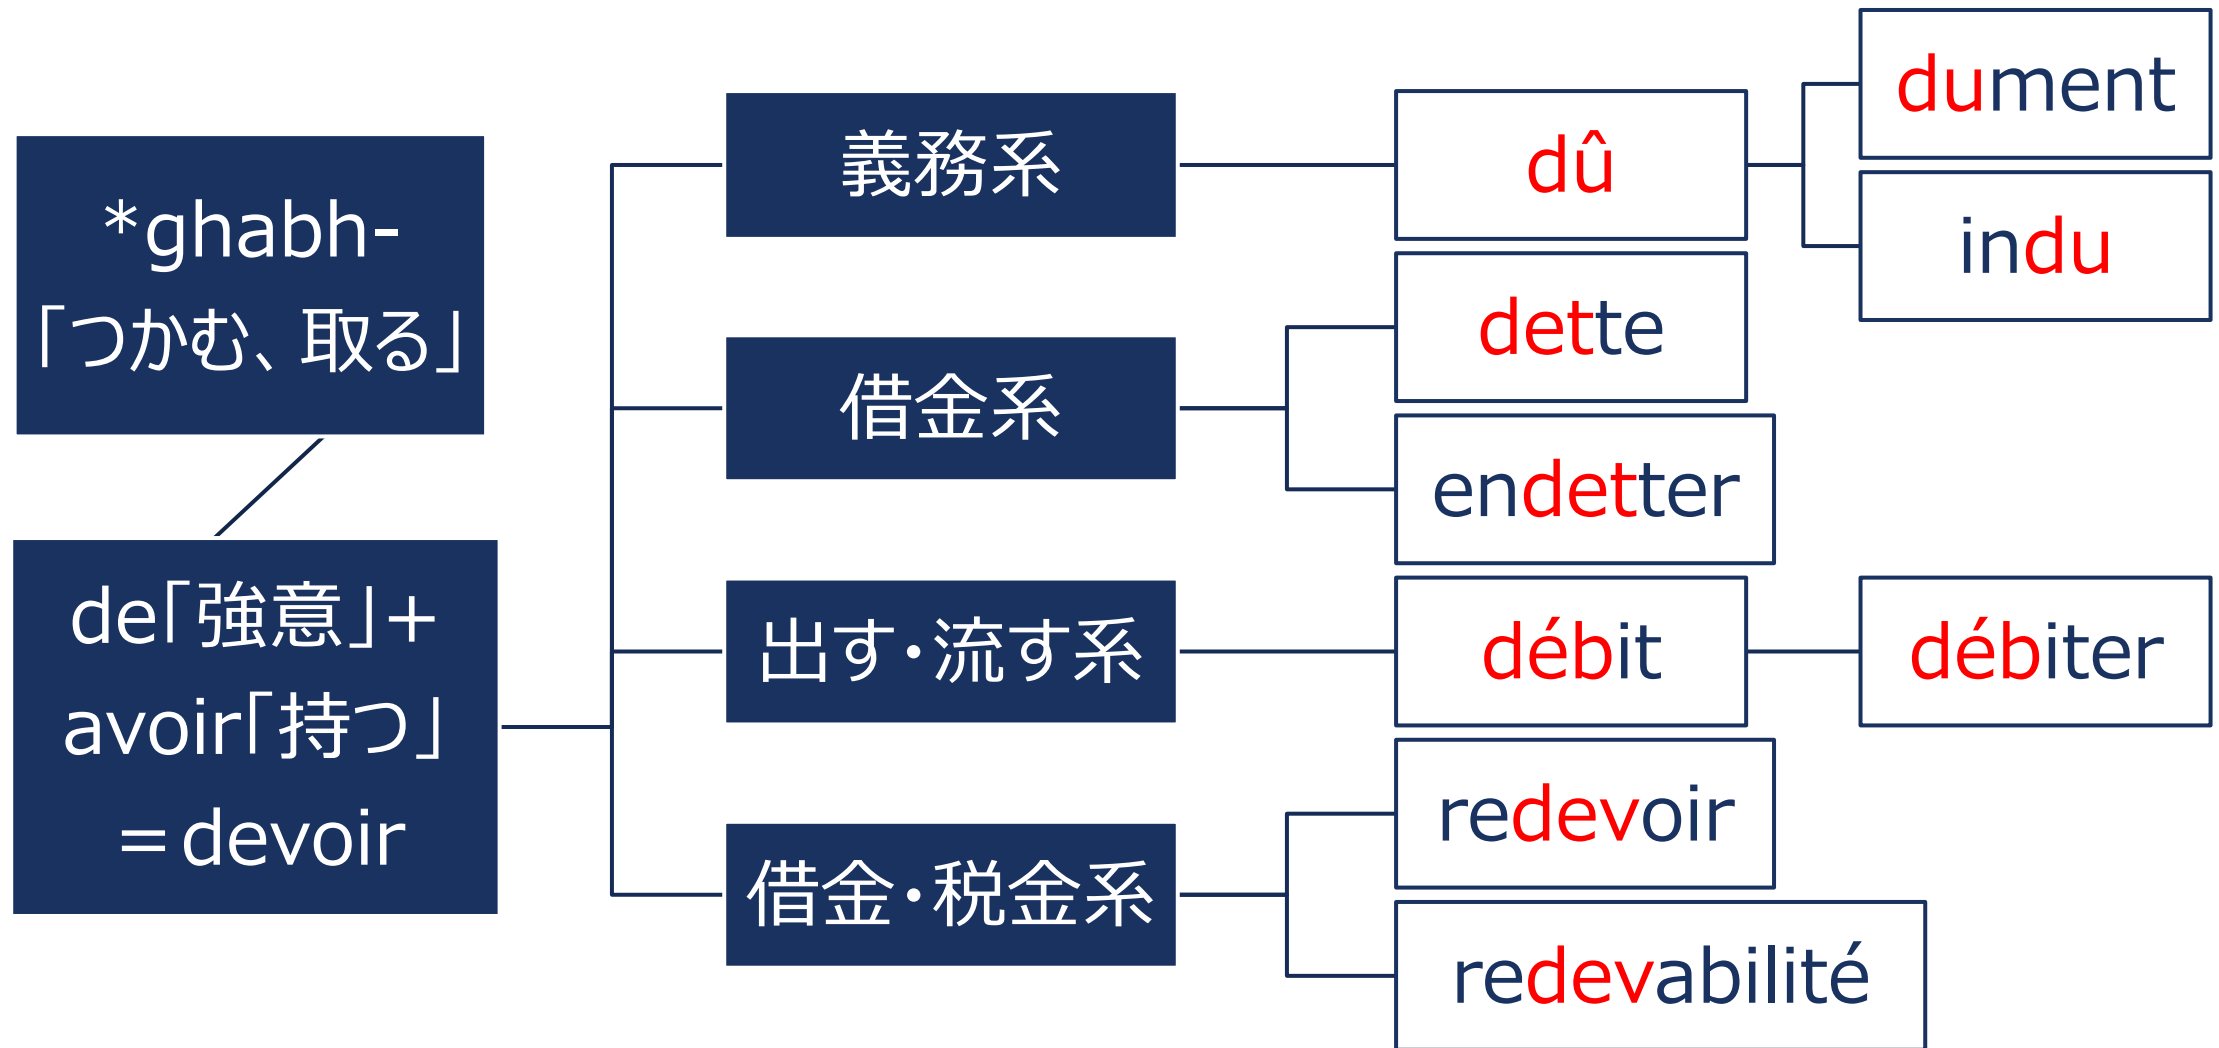 *ghabh-
「つかむ、取る」
de「強意」+
avoir「持つ」
=devoir
義務系
dû
dument
indu
借金系
dette
endetter
出す・流す系
débit
débiter
借金・税金系
redevoir
redevabilité